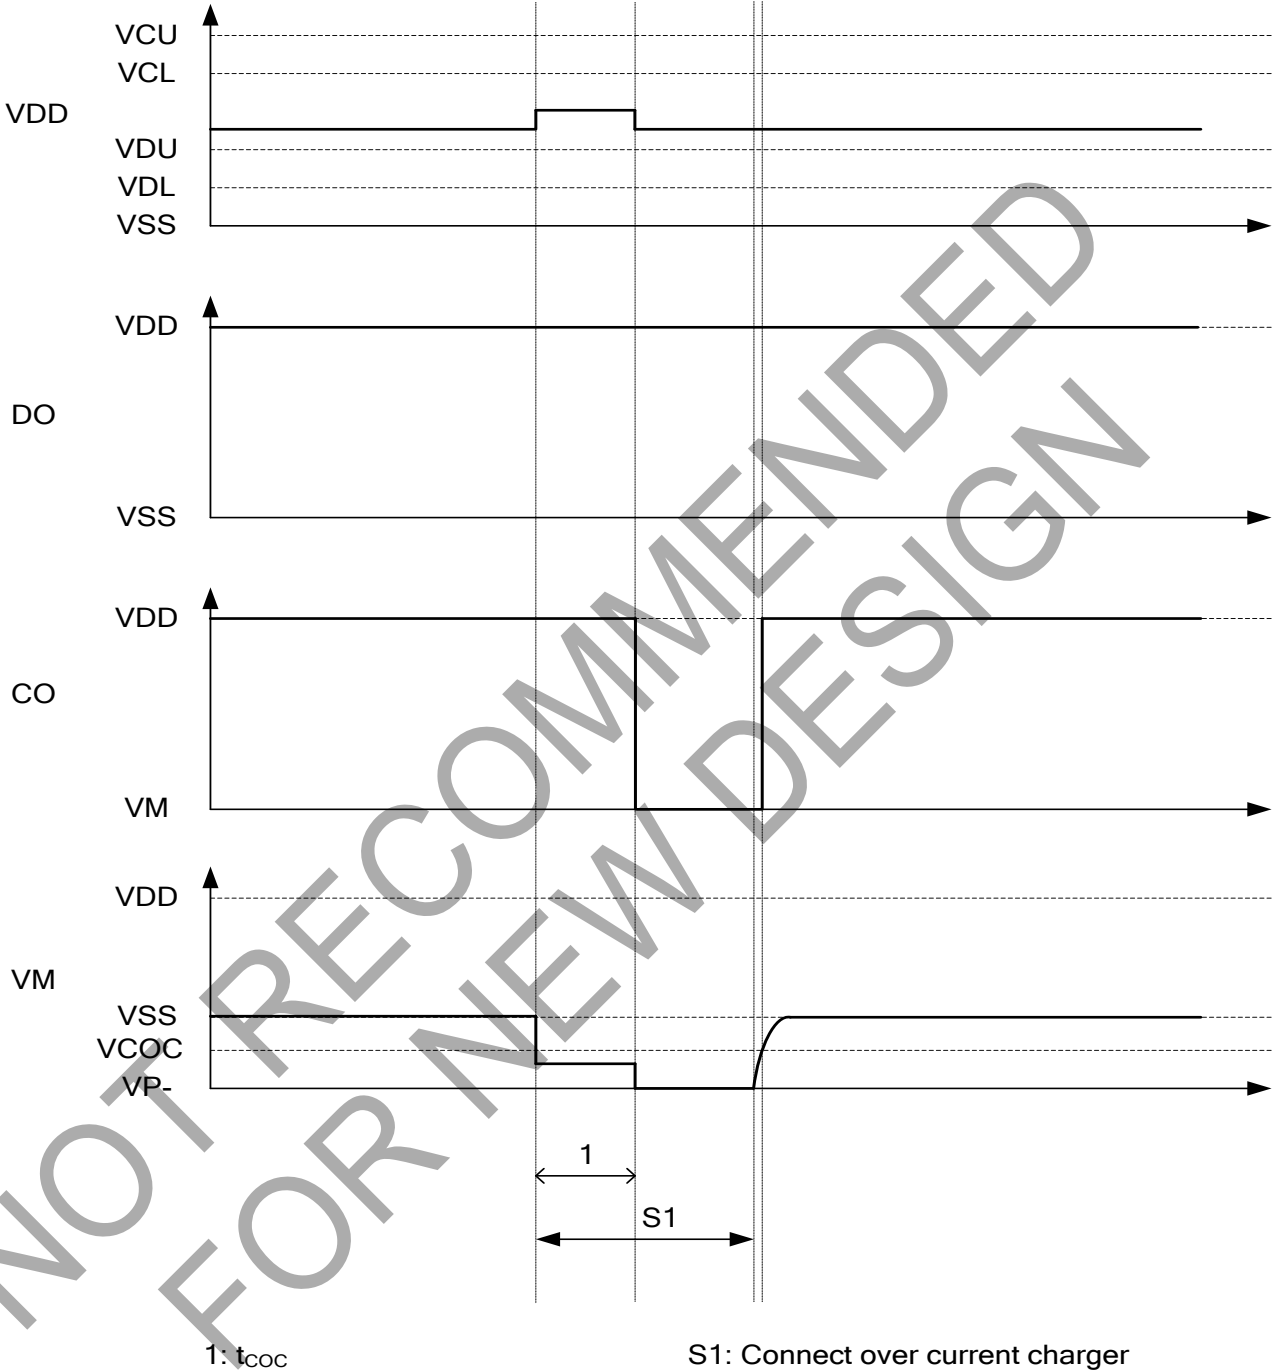 VCU
VCL
VDD
VDU
VDL
VSS
VDD
DO
VSS
VDD
CO
VM
VDD
VM
VSS
VCOC
VP-
1
S1
1: tCOC
S1: Connect over current charger
NOT RECOMMENDED
FOR NEW DESIGN